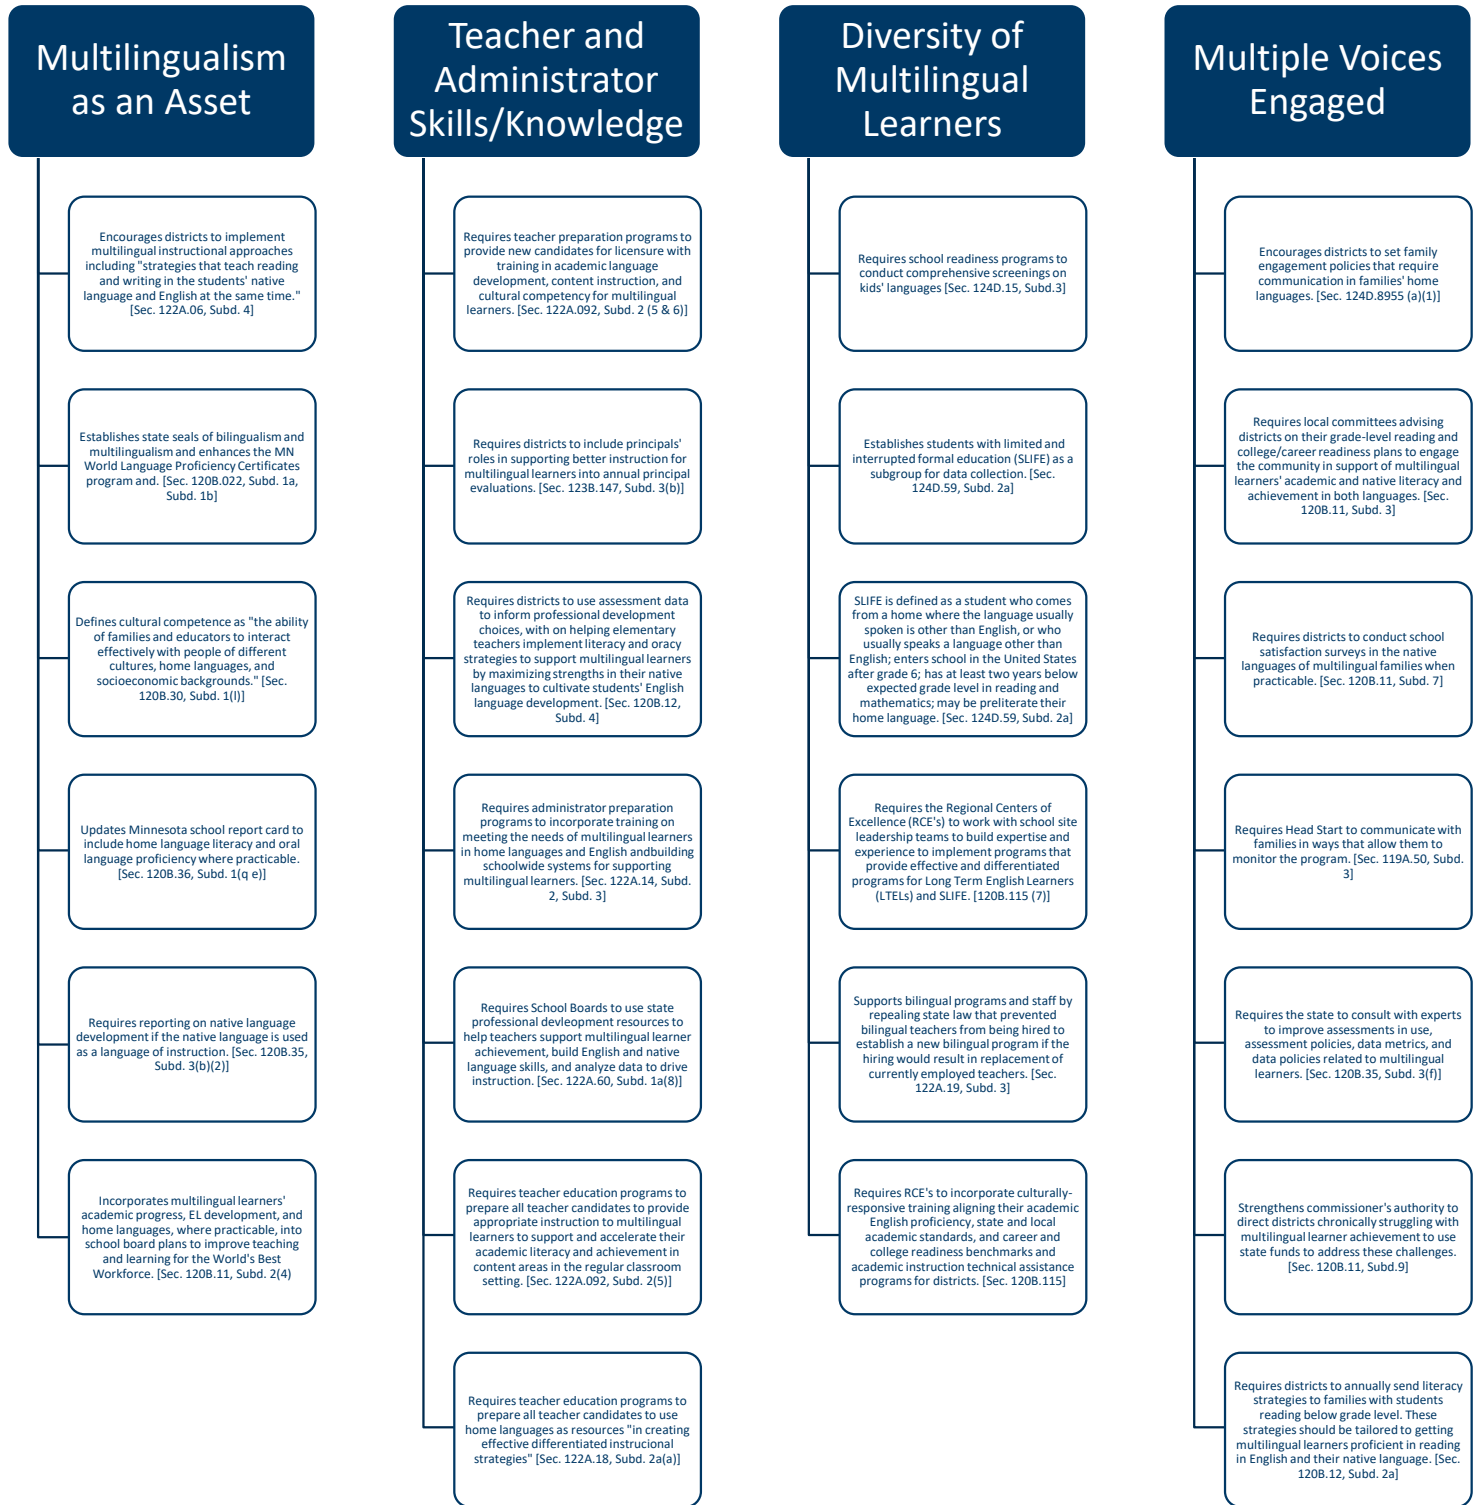 Multilingualism
as an Asset
Encourages districts to implement
multilingual instructional approaches
including "strategies that teach reading
and writing in the students' native
language and English at the same time."
[Sec. 122A.06, Subd. 4]
Establishes state seals of bilingualism and
multilingualism and enhances the MN
World Language Proficiency Certificates
program and. [Sec. 120B.022, Subd. 1a,
Subd. 1b]
Defines cultural competence as "the ability
of families and educators to interact
effectively with people of different
cultures, home languages, and
socioeconomic backgrounds." [Sec.
120B.30, Subd. 1(l)]
Updates Minnesota school report card to
include home language literacy and oral
language proficiency where practicable.
[Sec. 120B.36, Subd. 1(q e)]
Requires reporting on native language
development if the native language is used
as a language of instruction. [Sec. 120B.35,
Subd. 3(b)(2)]
Incorporates multilingual learners'
academic progress, EL development, and
home languages, where practicable, into
school board plans to improve teaching
and learning for the World's Best
Workforce. [Sec. 120B.11, Subd. 2(4)
Teacher and
Administrator
Skills/Knowledge
Requires teacher preparation programs to
provide new candidates for licensure with
training in academic language
development, content instruction, and
cultural competency for multilingual
learners. [Sec. 122A.092, Subd. 2 (5 & 6)]
Requires districts to include principals'
roles in supporting better instruction for
multilingual learners into annual principal
evaluations. [Sec. 123B.147, Subd. 3(b)]
Requires districts to use assessment data
to inform professional development
choices, with on helping elementary
teachers implement literacy and oracy
strategies to support multilingual learners
by maximizing strengths in their native
languages to cultivate students' English
language development. [Sec. 120B.12,
Subd. 4]
Requires administrator preparation
programs to incorporate training on
meeting the needs of multilingual learners
in home languages and English andbuilding
schoolwide systems for supporting
multilingual learners. [Sec. 122A.14, Subd.
2, Subd. 3]
Requires School Boards to use state
professional devleopment resources to
help teachers support multilingual learner
achievement, build English and native
language skills, and analyze data to drive
instruction. [Sec. 122A.60, Subd. 1a(8)]
Requires teacher education programs to
prepare all teacher candidates to provide
appropriate instruction to multilingual
learners to support and accelerate their
academic literacy and achievement in
content areas in the regular classroom
setting. [Sec. 122A.092, Subd. 2(5)]
Requires teacher education programs to
prepare all teacher candidates to use
home languages as resources "in creating
effective differentiated instrucional
strategies" [Sec. 122A.18, Subd. 2a(a)]
Diversity of
Multilingual
Learners
Requires school readiness programs to
conduct comprehensive screenings on
kids' languages [Sec. 124D.15, Subd.3]
Establishes students with limited and
interrupted formal education (SLIFE) as a
subgroup for data collection. [Sec.
124D.59, Subd. 2a]
SLIFE is defined as a student who comes
from a home where the language usually
spoken is other than English, or who
usually speaks a language other than
English; enters school in the United States
after grade 6; has at least two years below
expected grade level in reading and
mathematics; may be preliterate their
home language. [Sec. 124D.59, Subd. 2a]
Requires the Regional Centers of
Excellence (RCE's) to work with school site
leadership teams to build expertise and
experience to implement programs that
provide effective and differentiated
programs for Long Term English Learners
(LTELs) and SLIFE. [120B.115 (7)]
Supports bilingual programs and staff by
repealing state law that prevented
bilingual teachers from being hired to
establish a new bilingual program if the
hiring would result in replacement of
currently employed teachers. [Sec.
122A.19, Subd. 3]
Requires RCE's to incorporate culturally-
responsive training aligning their academic
English proficiency, state and local
academic standards, and career and
college readiness benchmarks and
academic instruction technical assistance
programs for districts. [Sec. 120B.115]
Multiple Voices
Engaged
Encourages districts to set family
engagement policies that require
communication in families' home
languages. [Sec. 124D.8955 (a)(1)]
Requires local committees advising
districts on their grade-level reading and
college/career readiness plans to engage
the community in support of multilingual
learners' academic and native literacy and
achievement in both languages. [Sec.
120B.11, Subd. 3]
Requires districts to conduct school
satisfaction surveys in the native
languages of multilingual families when
practicable. [Sec. 120B.11, Subd. 7]
Requires Head Start to communicate with
families in ways that allow them to
monitor the program. [Sec. 119A.50, Subd.
3]
Requires the state to consult with experts
to improve assessments in use,
assessment policies, data metrics, and
data policies related to multilingual
learners. [Sec. 120B.35, Subd. 3(f)]
Strengthens commissioner's authority to
direct districts chronically struggling with
multilingual learner achievement to use
state funds to address these challenges.
[Sec. 120B.11, Subd.9]
Requires districts to annually send literacy
strategies to families with students
reading below grade level. These
strategies should be tailored to getting
multilingual learners proficient in reading
in English and their native language. [Sec.
120B.12, Subd. 2a]